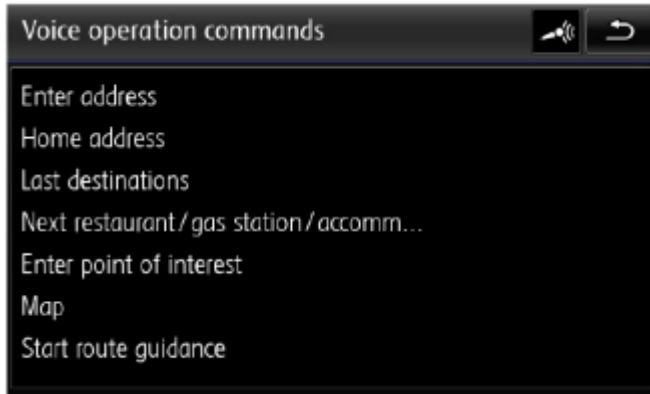 Voice operation commands
Enter address
Home address
Last destinations
Next restaurant/gas station/accomm...
Enter point of interest
Map
Start route guidance